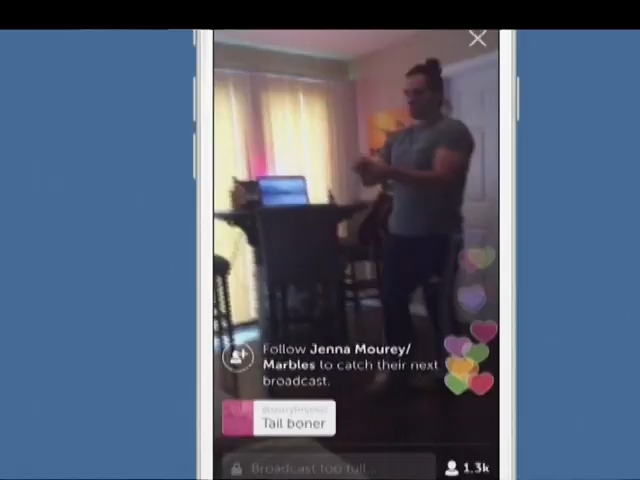 Follow Jenna Mourey/
Marbles to catch their next
broadcast.
Tail boner
Broadcast too full...
1.3k